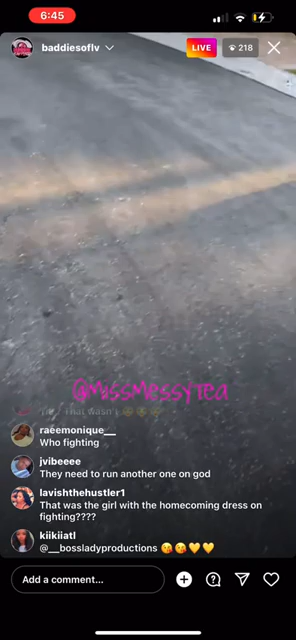 6:45
baddiesoflv
LIVE
218
@MissMessyTea
That wasn't
raeemonique__
Who fighting
jvibeeee
They need to run another one on god
lavishthehustler1
That was the girl with the homecoming dress on
fighting????
kiikiiatl
@__bossladyproductions 😘😘💛💛
Add a comment...